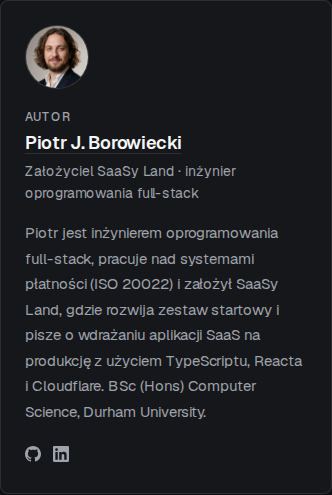 AUTOR
Piotr J. Borowiecki
Założyciel SaaSy Land · inżynier
oprogramowania full-stack
Piotr jest inżynierem oprogramowania
full-stack, pracuje nad systemami
płatności (ISO 20022) i założył SaaSy
Land, gdzie rozwija zestaw startowy i
pisze o wdrażaniu aplikacji SaaS na
produkcję z użyciem TypeScriptu, Reacta
i Cloudflare. BSc (Hons) Computer
Science, Durham University.
in